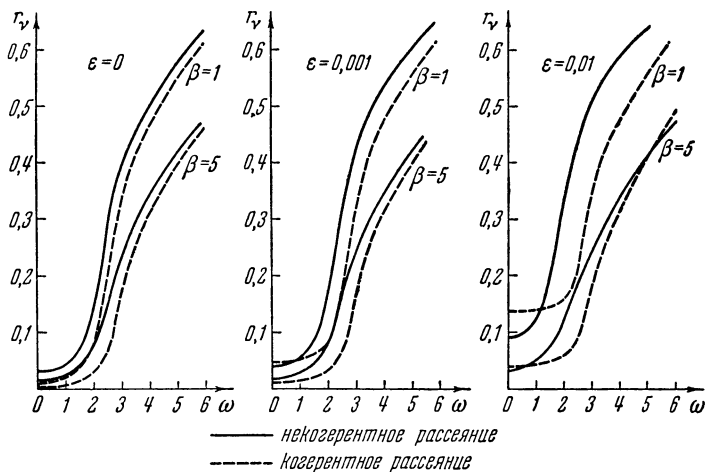 rν rν rν
0,6 ε=0 β=1 0,6 ε=0,001 β=1 0,6 ε=0,01 β=1
0,5 0,5 0,5
0,4 β=5 0,4 β=5 0,4 β=5
0,3 0,3 0,3
0,2 0,2 0,2
0,1 0,1 0,1
0 1 2 3 4 5 6 ω 0 1 2 3 4 5 6 ω 0 1 2 3 4 5 6 ω
некогерентное рассеяние
когерентное рассеяние